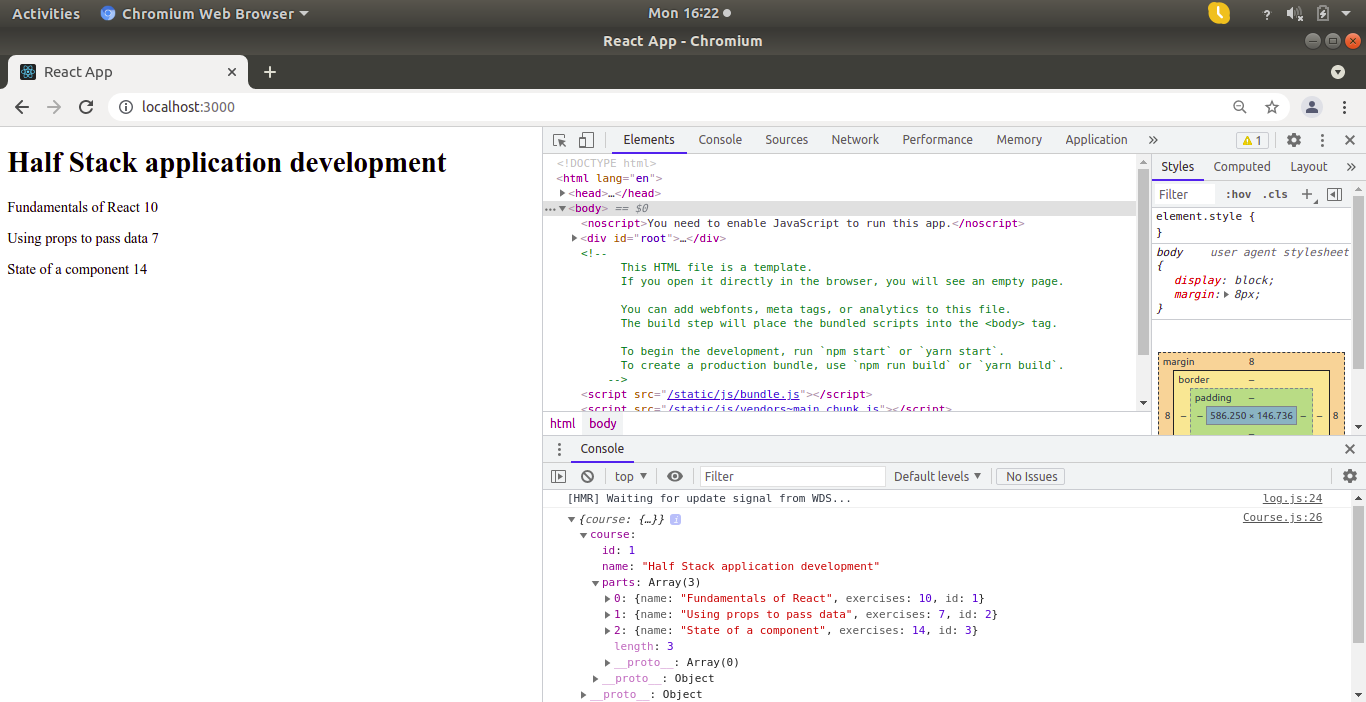 Activities Chromium Web Browser Mon 16:22
React App - Chromium
React App
localhost:3000
Half Stack application development
Fundamentals of React 10
Using props to pass data 7
State of a component 14
Elements Console Sources Network Performance Memory Application » 1
<!DOCTYPE html>
<html lang="en">
<head>…</head>
<body> == $0
<noscript>You need to enable JavaScript to run this app.</noscript>
<div id="root">…</div>
<!--
This HTML file is a template.
If you open it directly in the browser, you will see an empty page.
You can add webfonts, meta tags, or analytics to this file.
The build step will place the bundled scripts into the <body> tag.
To begin the development, run `npm start` or `yarn start`.
To create a production bundle, use `npm run build` or `yarn build`.
-->
<script src="/static/js/bundle.js"></script>
<script src="/static/js/vendors~main.chunk.js"></script>
html body
Styles Computed Layout »
Filter :hov .cls +
element.style {
}
body user agent stylesheet
{
display: block;
margin: 8px;
}
margin 8
border –
padding –
8 – – 586.250 × 146.736 – – 8
–
Console
top Filter Default levels No Issues
[HMR] Waiting for update signal from WDS... log.js:24
{course: {…}} i Course.js:26
course:
id: 1
name: "Half Stack application development"
parts: Array(3)
0: {name: "Fundamentals of React", exercises: 10, id: 1}
1: {name: "Using props to pass data", exercises: 7, id: 2}
2: {name: "State of a component", exercises: 14, id: 3}
length: 3
__proto__: Array(0)
__proto__: Object
__proto__: Object